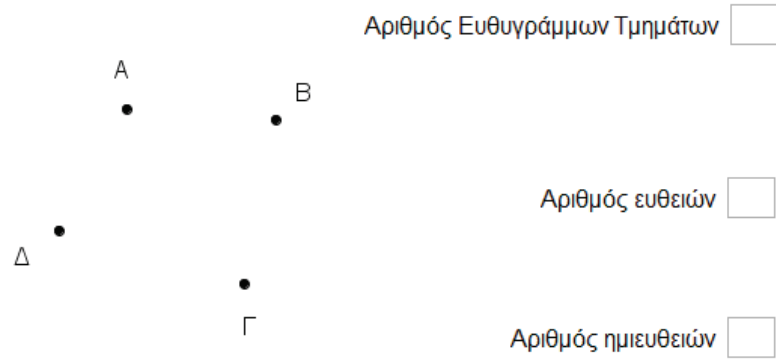 Αριθμός Ευθυγράμμων Τμημάτων
Α
Β
Αριθμός ευθειών
Δ
Γ
Αριθμός ημιευθειών